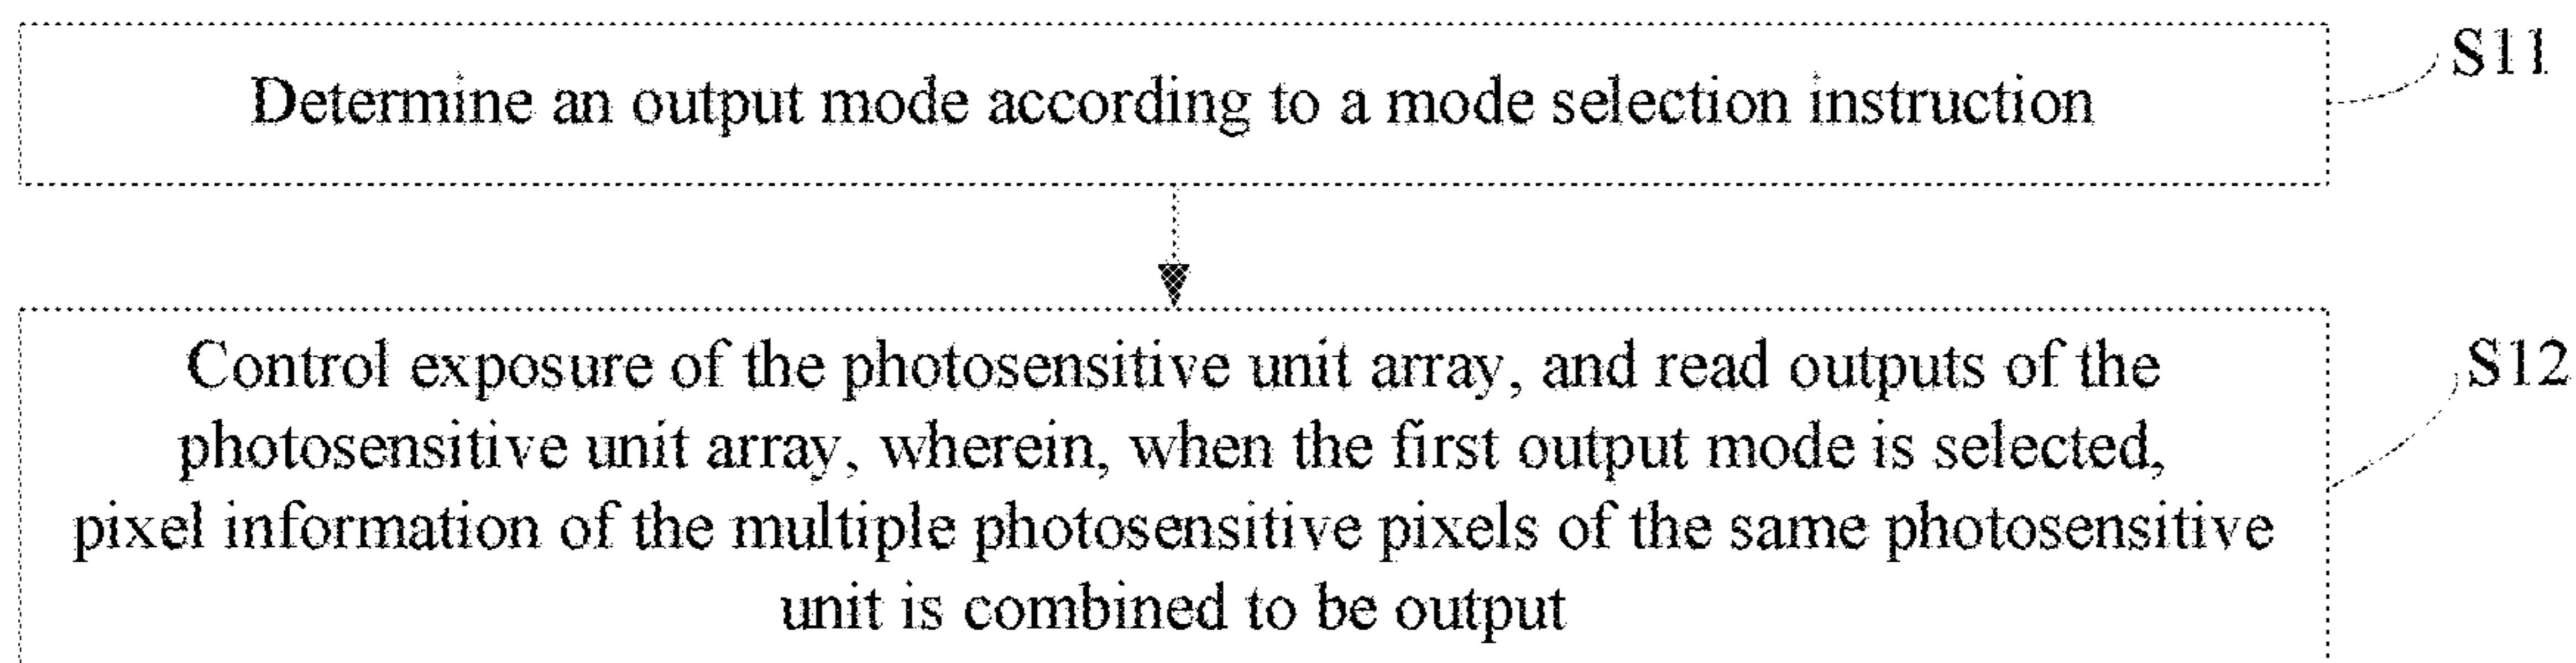 Determine an output mode according to a mode selection instruction
S11
Control exposure of the photosensitive unit array, and read outputs of the
S12
photosensitive unit array, wherein, when the first output mode is selected,
pixel information of the multiple photosensitive pixels of the same photosensitive
unit is combined to be output